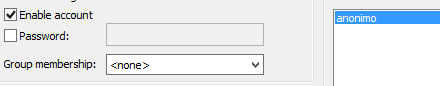 Enable account
Password:
Group membership: <none>
anonimo